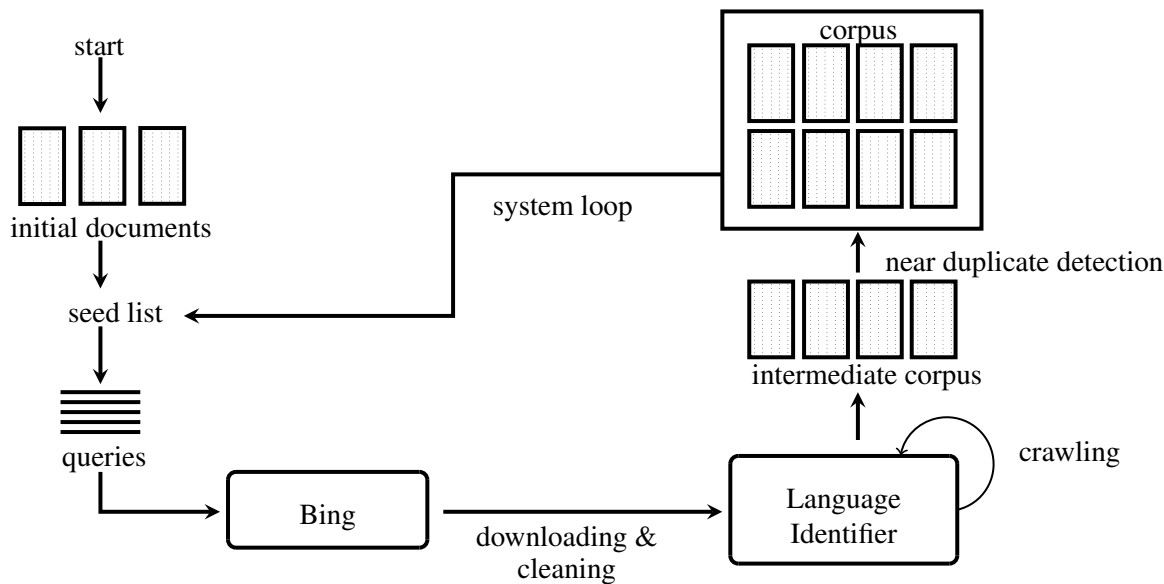 start
corpus
system loop
initial documents
near duplicate detection
seed list
intermediate corpus
queries
crawling
Bing
Language
Identifier
downloading &
cleaning